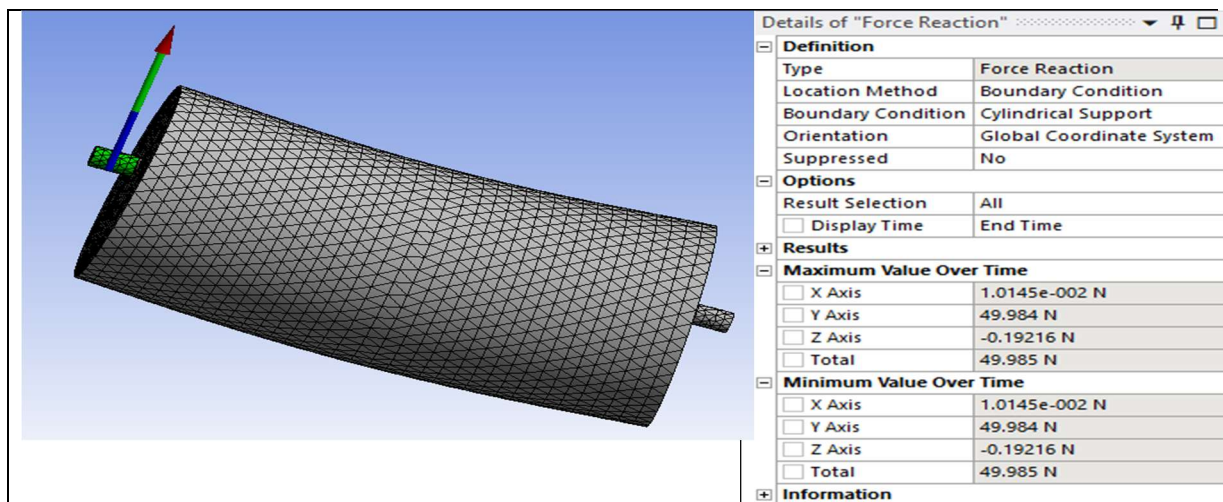 Details of "Force Reaction"
Definition
Type Force Reaction
Location Method Boundary Condition
Boundary Condition Cylindrical Support
Orientation Global Coordinate System
Suppressed No
Options
Result Selection All
Display Time End Time
Results
Maximum Value Over Time
X Axis 1.0145e-002 N
Y Axis 49.984 N
Z Axis -0.19216 N
Total 49.985 N
Minimum Value Over Time
X Axis 1.0145e-002 N
Y Axis 49.984 N
Z Axis -0.19216 N
Total 49.985 N
Information